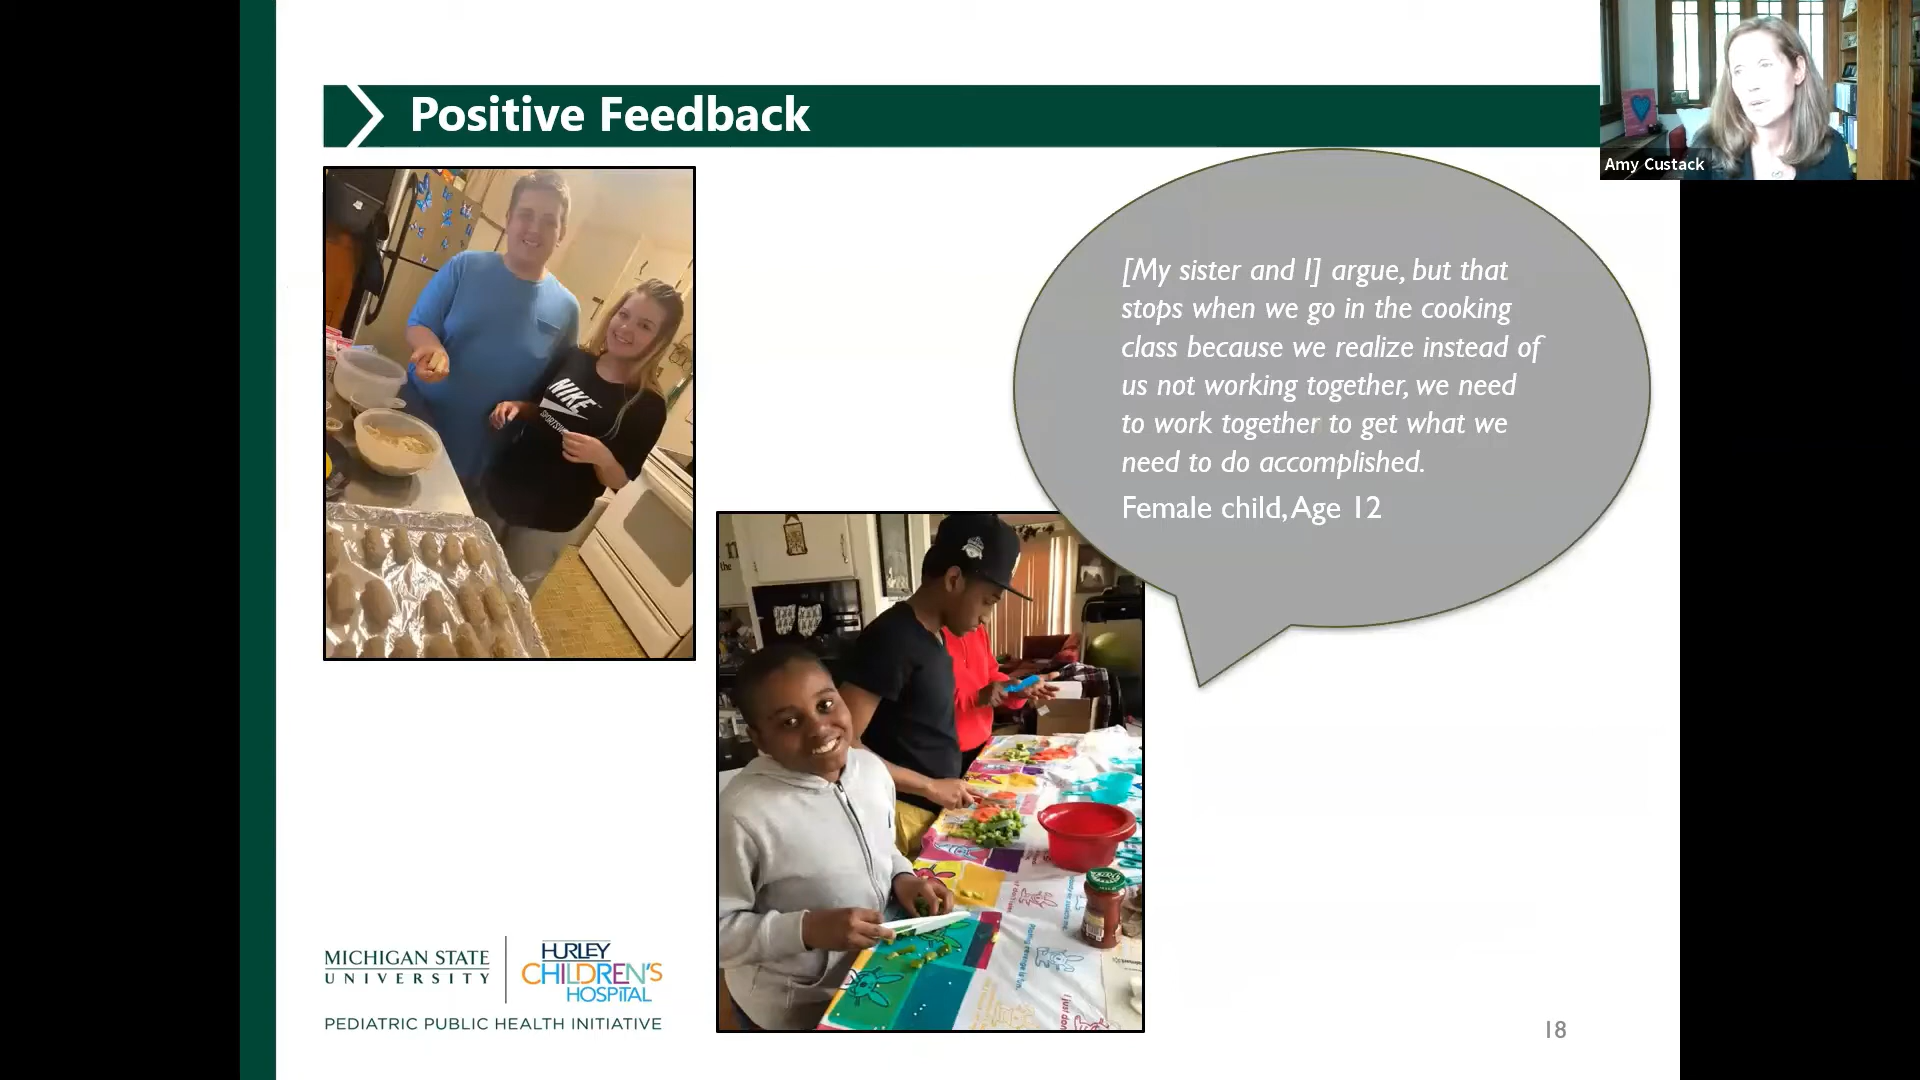 Positive Feedback
Amy Custack
[My sister and I] argue, but that
stops when we go in the cooking
class because we realize instead of
us not working together, we need
to work together to get what we
need to do accomplished.
Female child, Age 12
NIKE
MICHIGAN STATE
UNIVERSITY
HURLEY
CHILDREN'S
HOSPITAL
PEDIATRIC PUBLIC HEALTH INITIATIVE
18